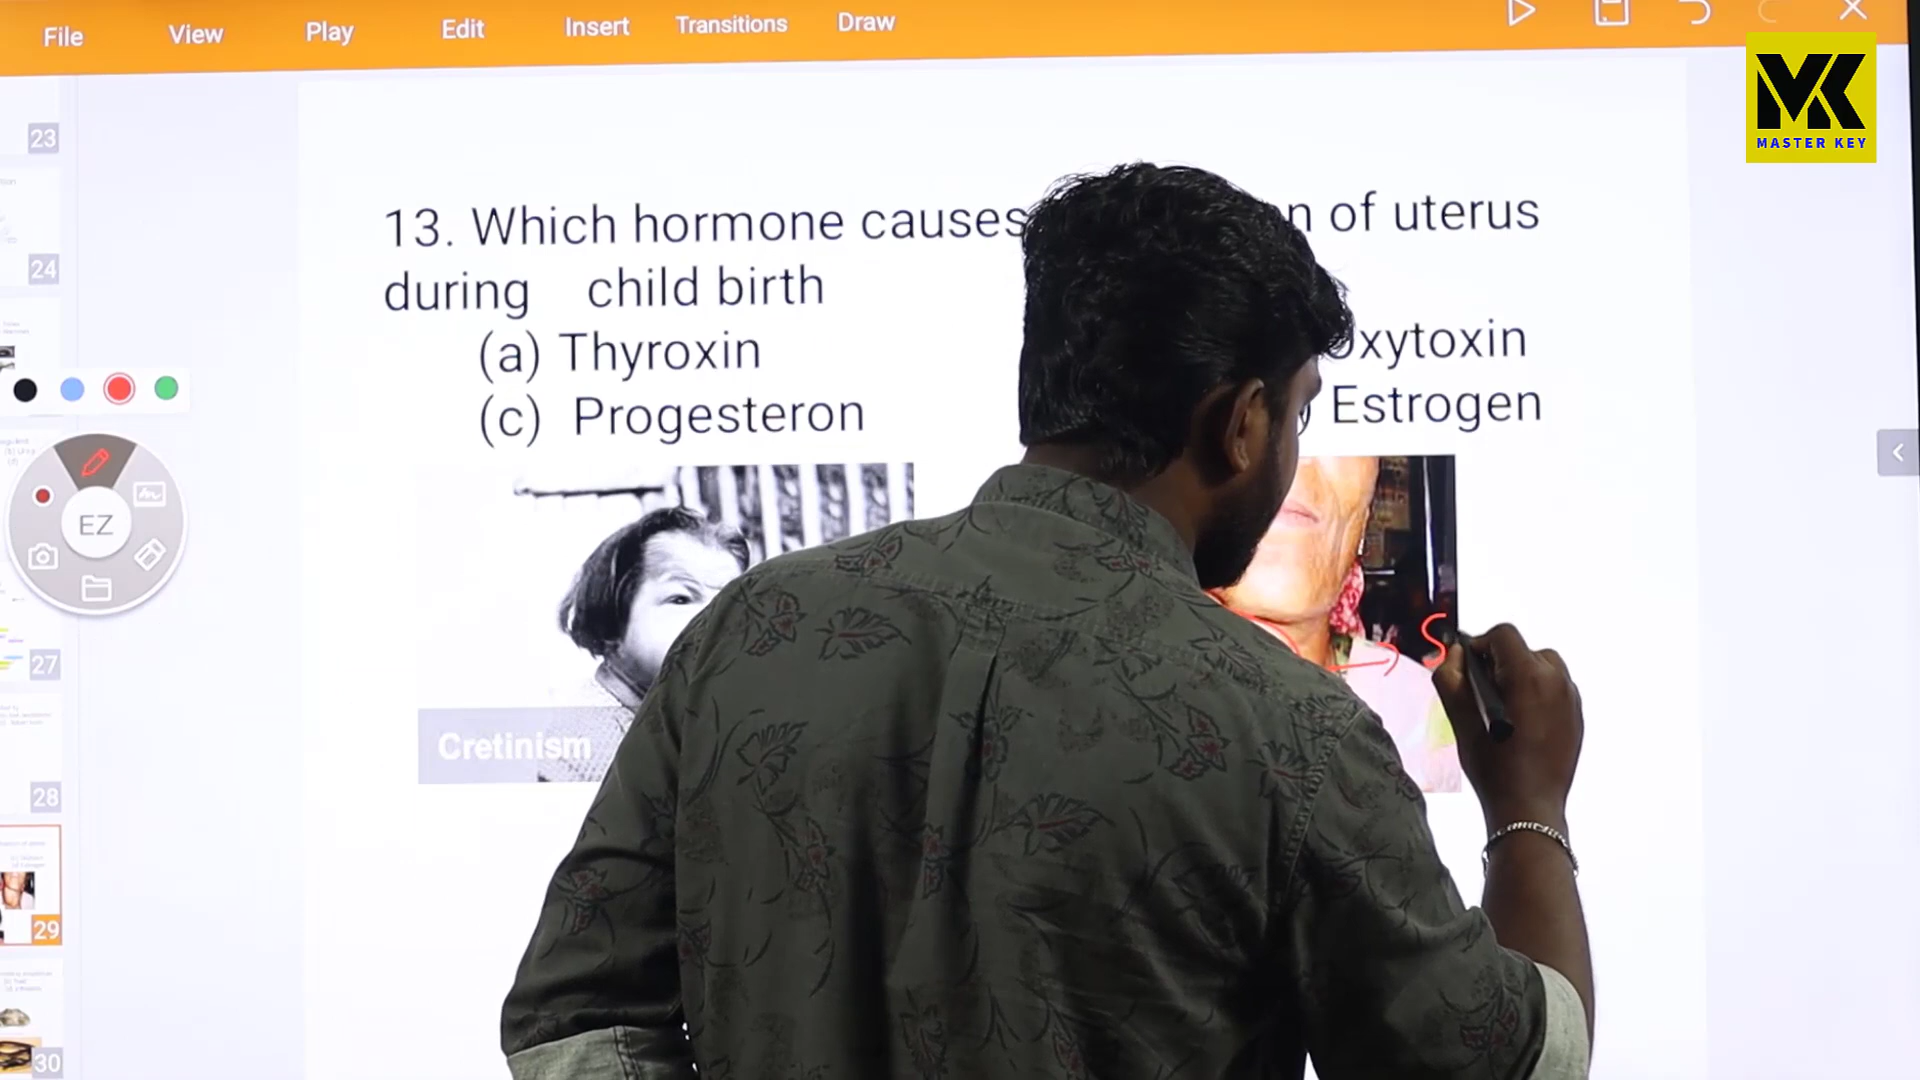 File View Play Edit Insert Transitions Draw
MK
MASTER KEY
23
13. Which hormone causes of uterus
during child birth
24
(a) Thyroxin
(c) Progesteron Estrogen
EZ
Cretinism
27
28
29
30